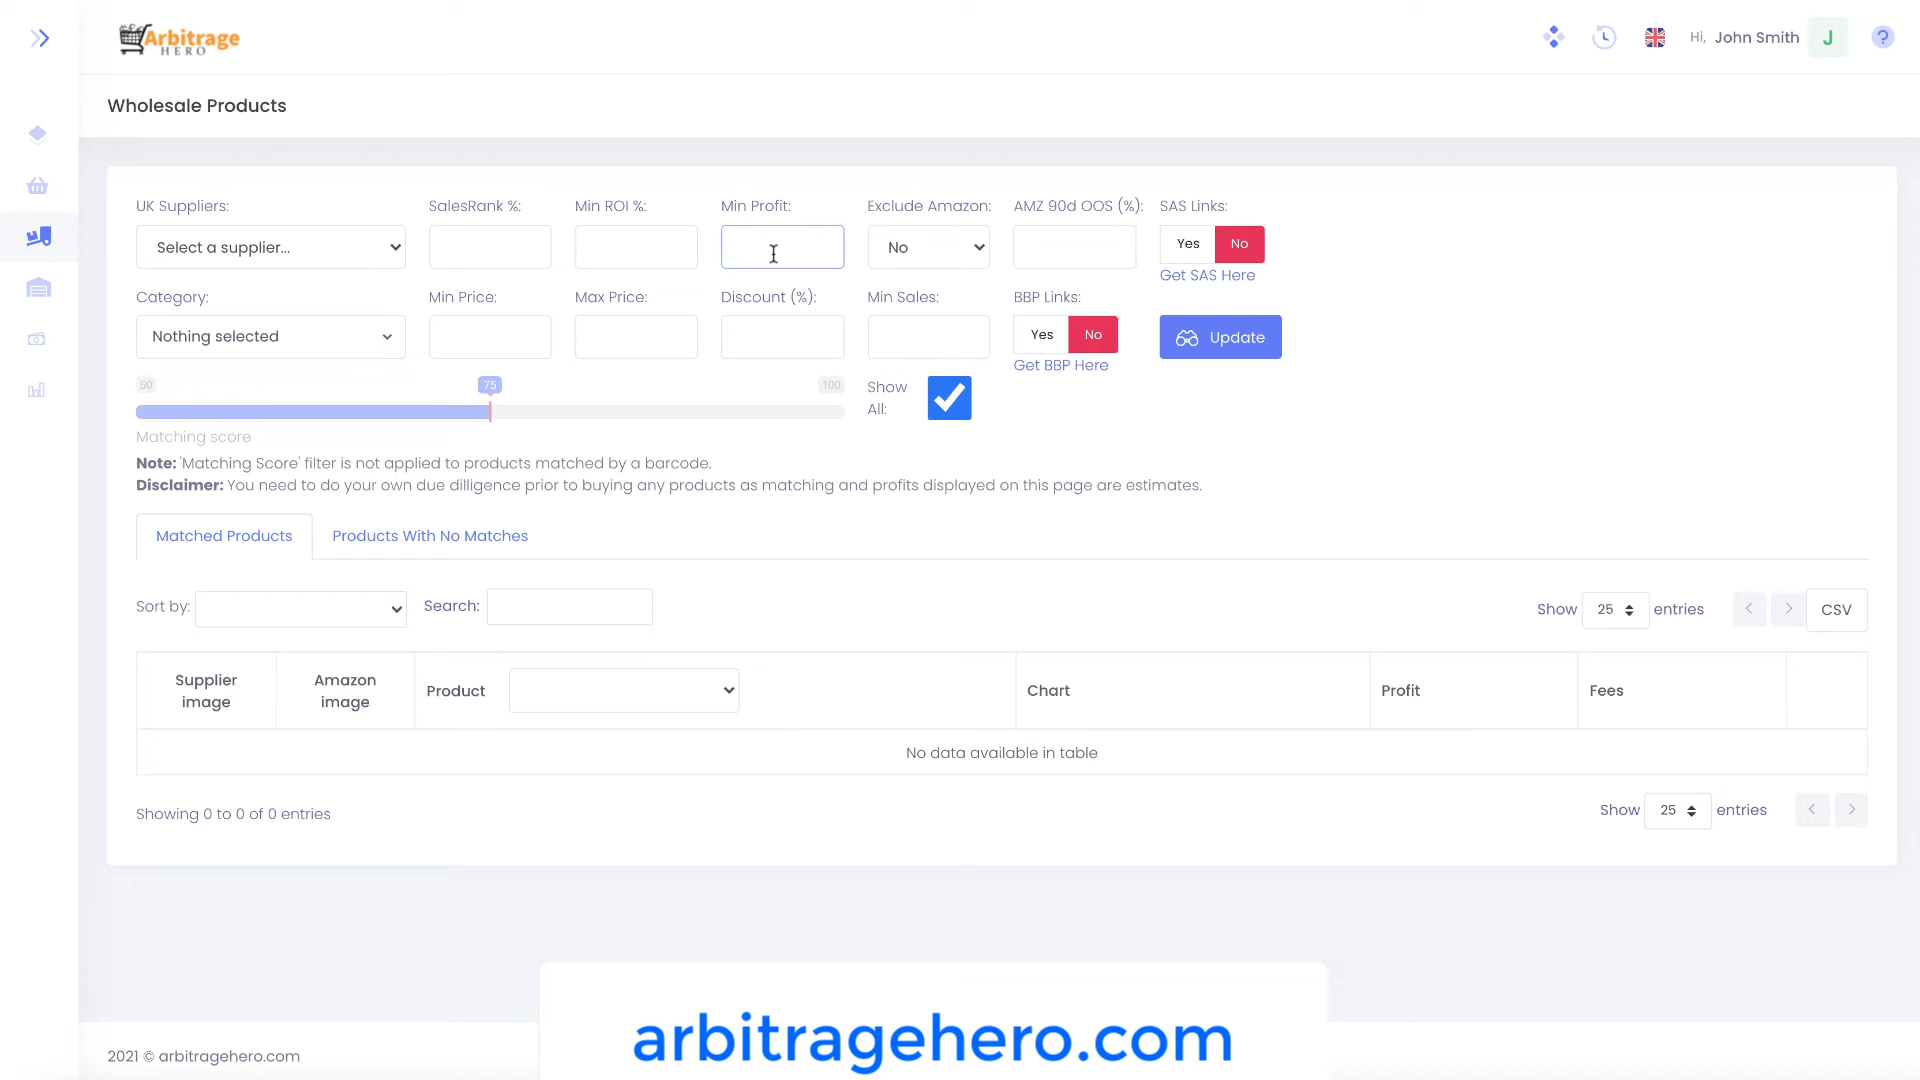 Arbitrage
HERO
Hi, John Smith J ?
Wholesale Products
UK Suppliers: SalesRank %: Min ROI %: Min Profit: Exclude Amazon: AMZ 90d OOS (%): SAS Links:
Select a supplier... No Yes No
Get SAS Here
Category: Min Price: Max Price: Discount (%): Min Sales: BBP Links:
Nothing selected Yes No Update
Get BBP Here
50 75 100
Show All:
Matching score
Note: 'Matching Score' filter is not applied to products matched by a barcode.
Disclaimer: You need to do your own due dilligence prior to buying any products as matching and profits displayed on this page are estimates.
Matched Products Products With No Matches
Sort by: Search: Show 25 entries CSV
Supplier image Amazon image Product Chart Profit Fees
No data available in table
Showing 0 to 0 of 0 entries Show 25 entries
arbitragehero.com
2021 © arbitragehero.com